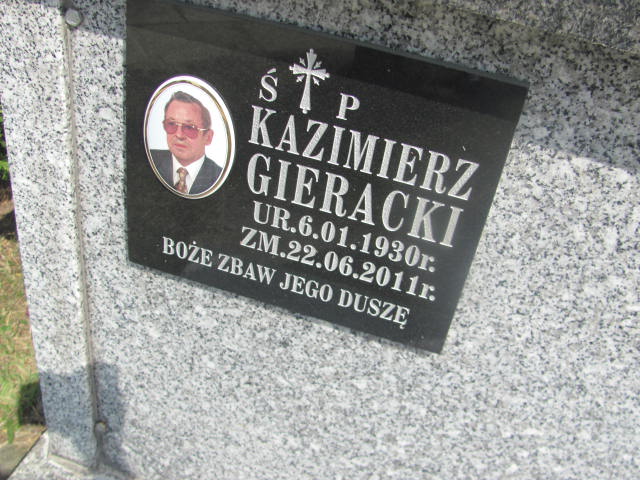 Ś P
KAZIMIERZ
GIERACKI
UR.6.01.1930r.
ZM.22.06.2011r.
BOŻE ZBAW JEGO DUSZĘ